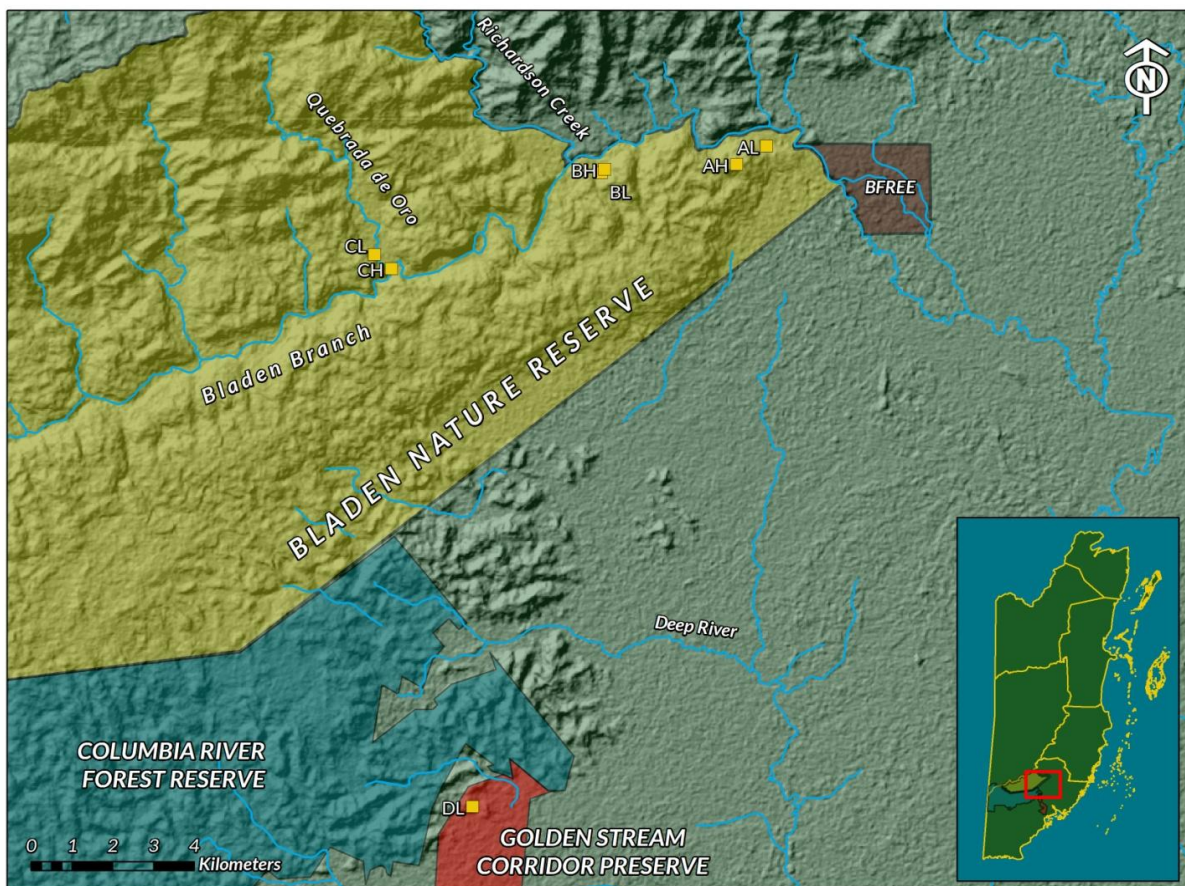 Richardson Creek
N
Quebrada de Oro
AL
AH
BH
BL
BFREE
CL
CH
Bladen Branch
BLADEN NATURE RESERVE
Deep River
COLUMBIA RIVER
FOREST RESERVE
DL
GOLDEN STREAM
CORRIDOR PRESERVE
0 1 2 3 4
Kilometers